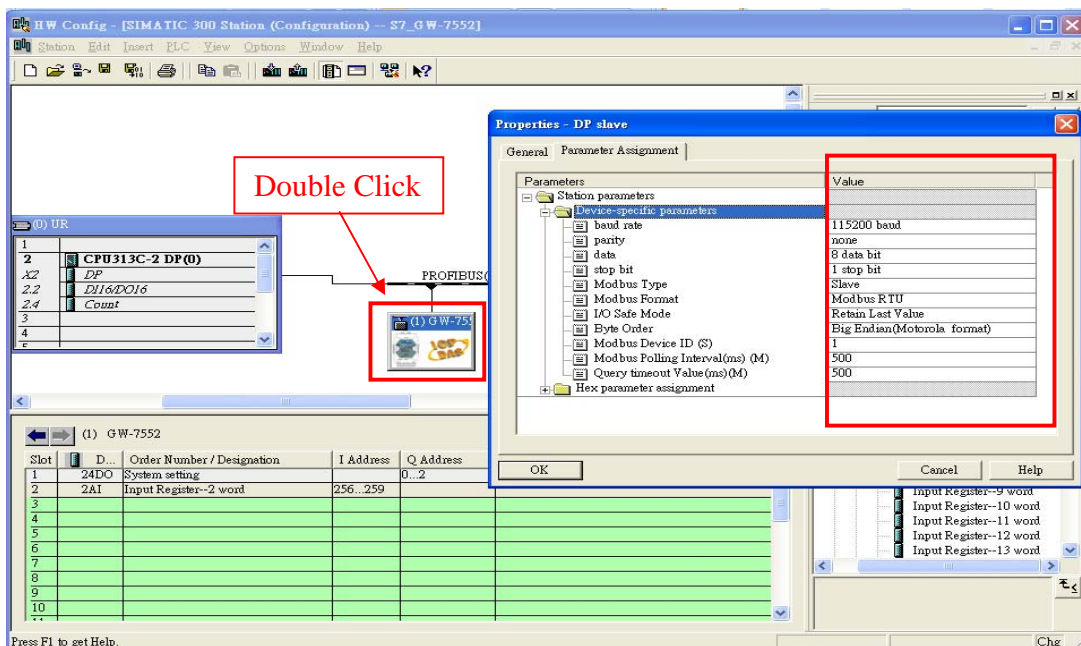 HW Config - [SIMATIC 300 Station (Configuration) -- S7_GW-7552]
Station Edit Insert PLC View Options Window Help
Properties - DP slave
General Parameter Assignment
Double Click
Parameters Value
Station parameters
Device-specific parameters
baud rate 115200 baud
parity none
data 8 data bit
stop bit 1 stop bit
Modbus Type Slave
Modbus Format Modbus RTU
I/O Safe Mode Retain Last Value
Byte Order Big Endian(Motorola format)
Modbus Device ID (S) 1
Modbus Polling Interval(ms) (M) 500
Query timeout Value(ms)(M) 500
Hex parameter assignment
OK Cancel Help
(0) UR
1
2 CPU313C-2 DP(0)
X2 DP
2.2 DI16/DO16
2.4 Count
3
4
5
PROFIBUS(
(1) GW-755
ICP
DAS
(1) GW-7552
Slot D... Order Number / Designation I Address Q Address
1 24DO System setting 0...2
2 2AI Input Register--2 word 256...259
3
4
5
6
7
8
9
10
11
Input Register--9 word
Input Register--10 word
Input Register--11 word
Input Register--12 word
Input Register--13 word
Press F1 to get Help.
Chg